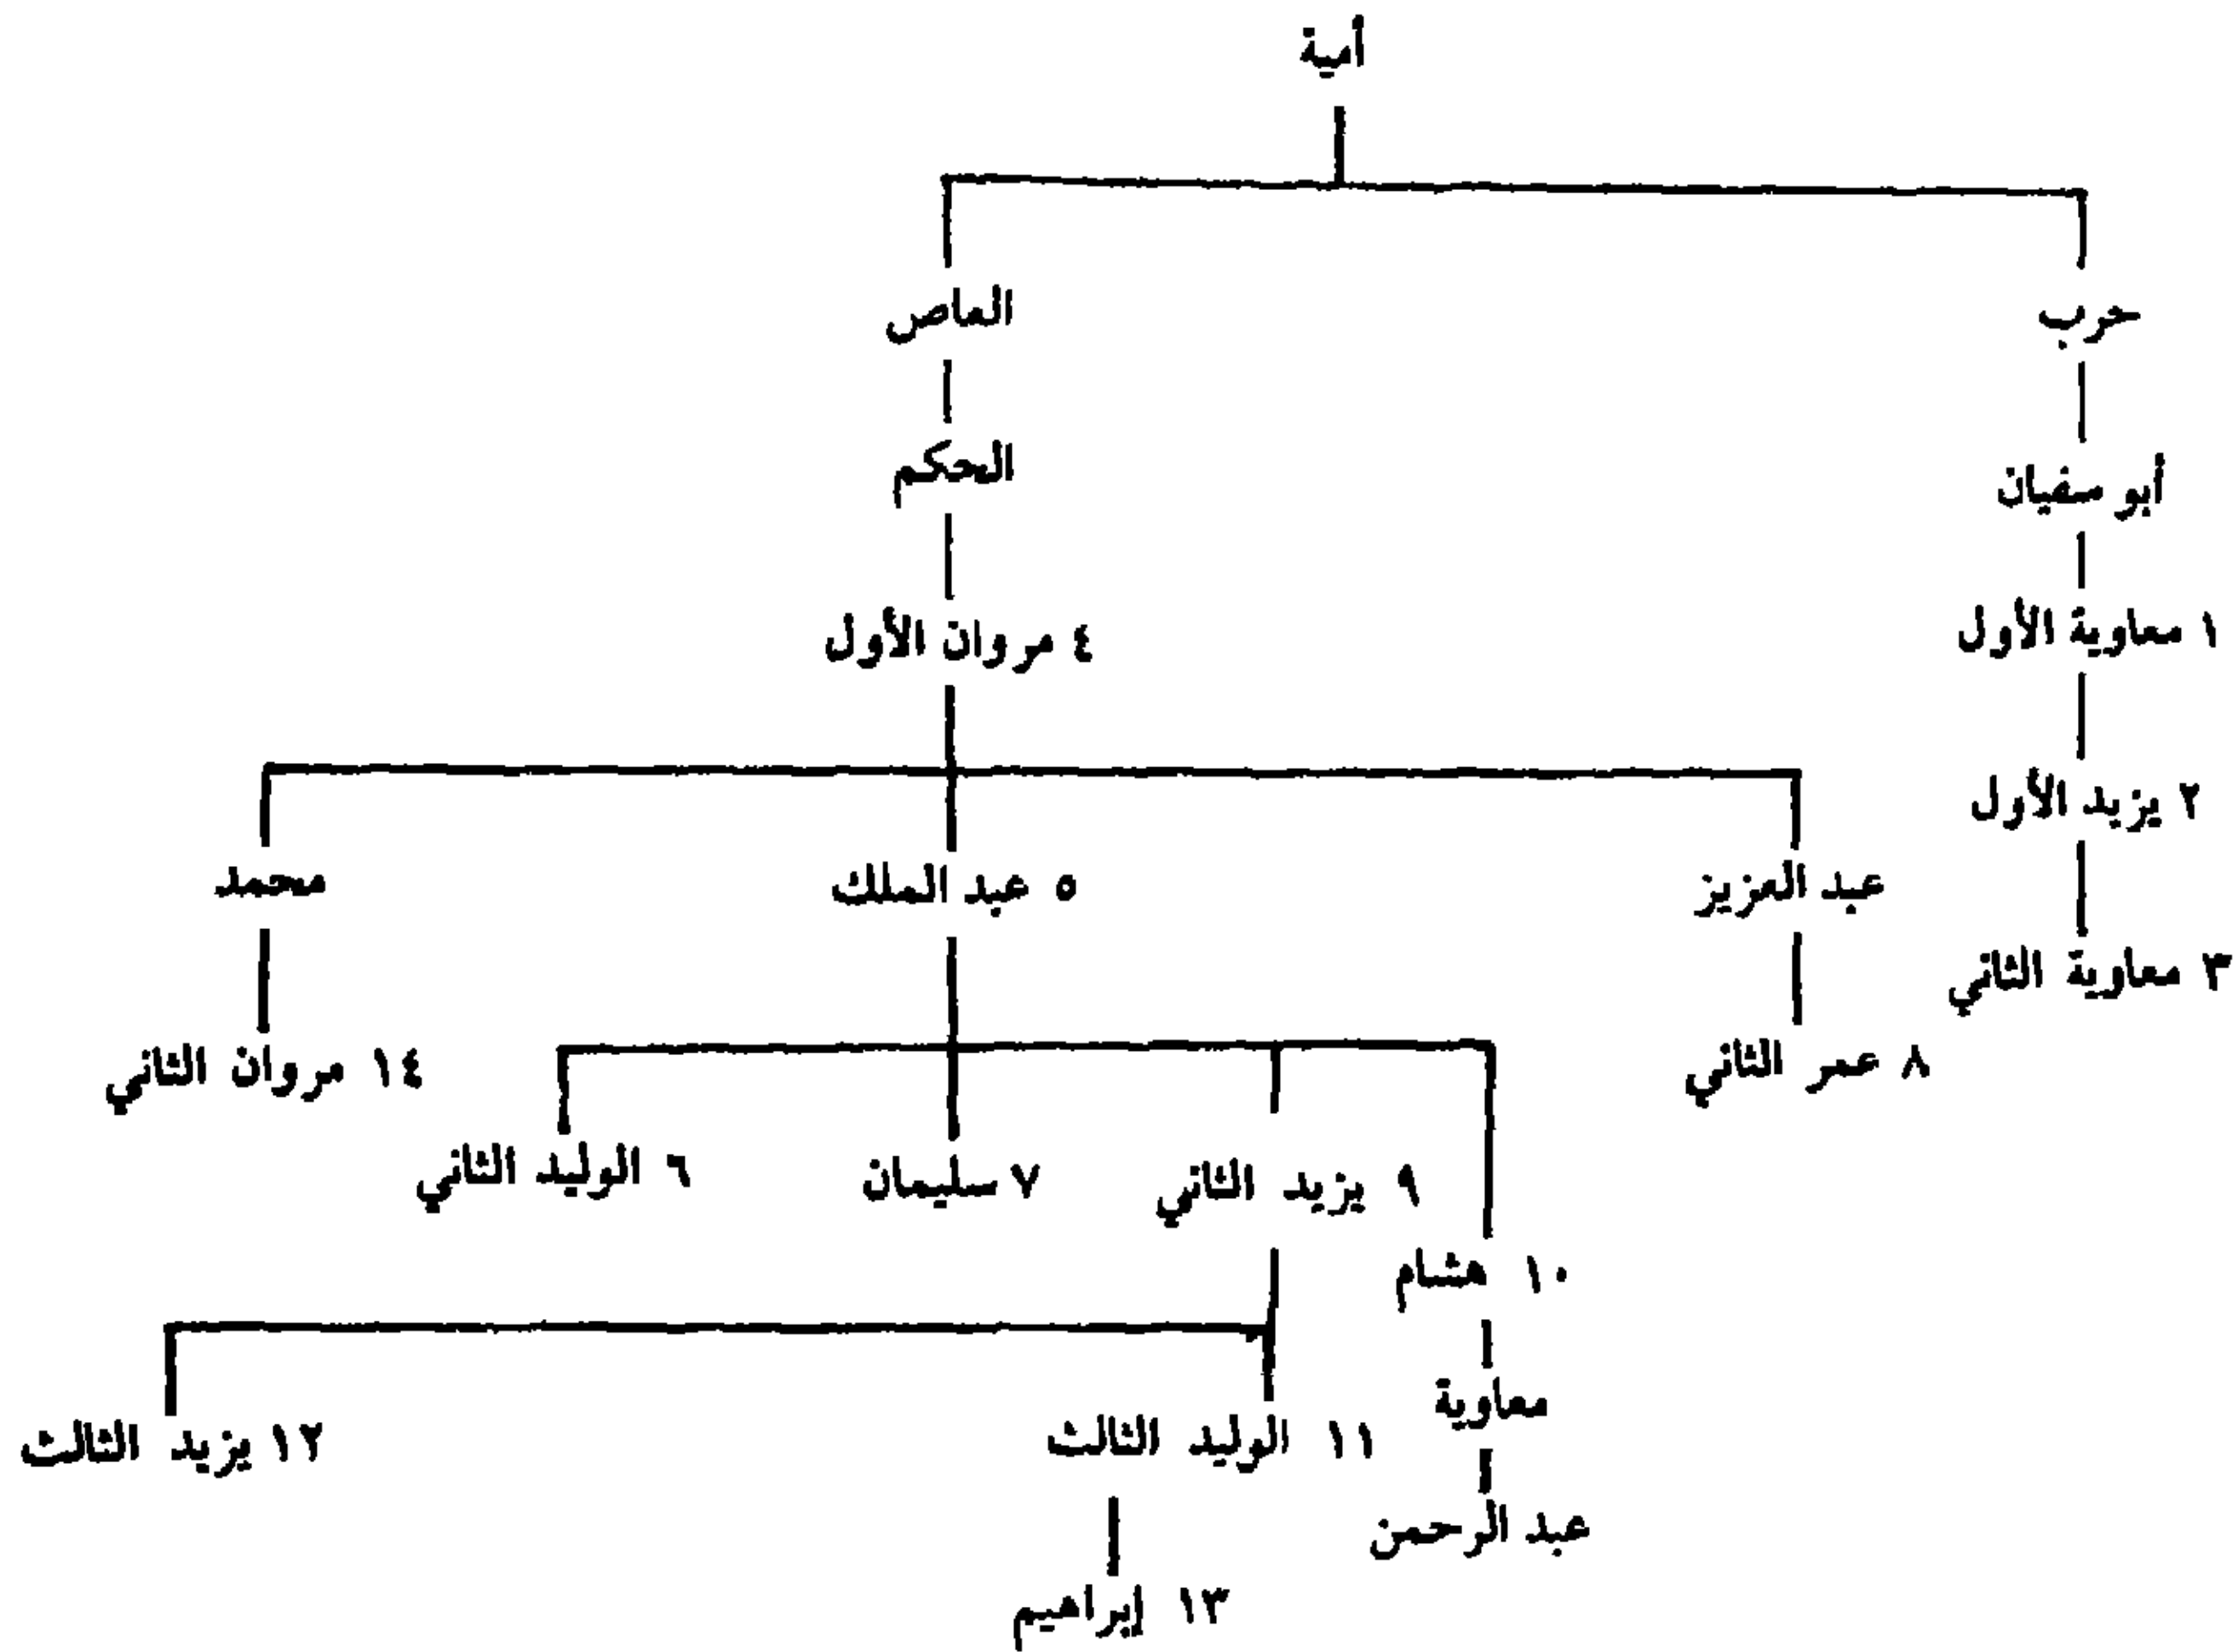 أمية
حرب
العاص
أبو سفيان
الحكم
١ معاوية الأول
٤ مروان الأول
٢ يزيد الأول
عبد العزيز
٥ عبد الملك
محمد
٣ معاوية الثاني
٨ عمر الثاني
١٤ مروان الثاني
٩ يزيد الثاني
٧ سليمان
٦ الوليد الثاني
١٠ هشام
معاوية
١١ الوليد الثالث
١٢ يزيد الثالث
عبد الرحمن
١٣ إبراهيم